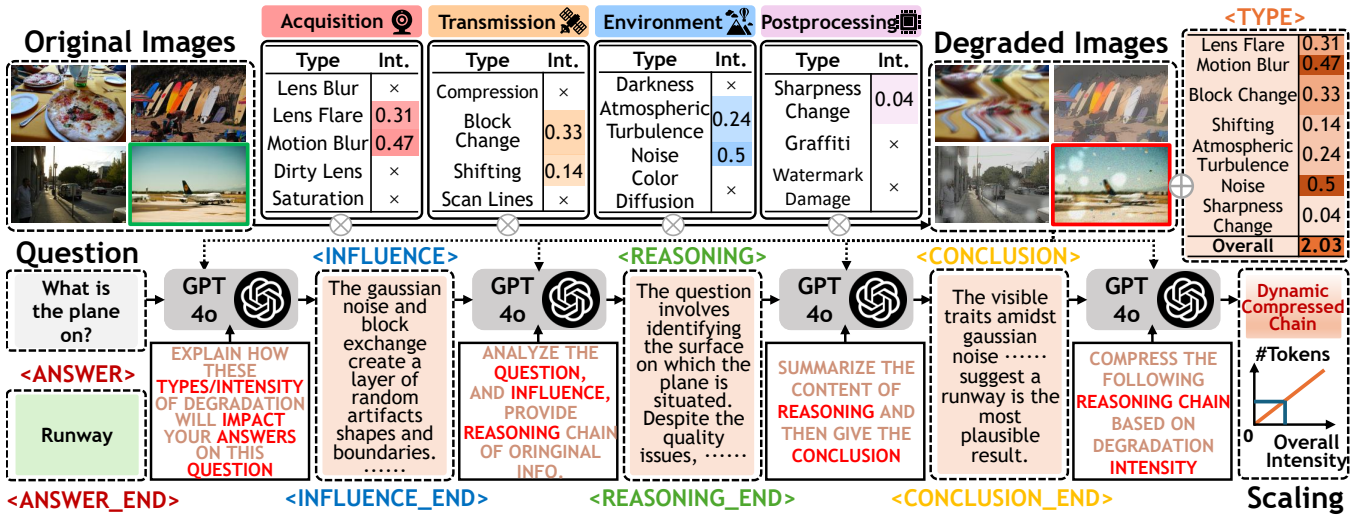 Original Images
Acquisition
Type Int.
Lens Blur ×
Lens Flare 0.31
Motion Blur 0.47
Dirty Lens ×
Saturation ×
Transmission
Type Int.
Compression ×
Block
Change 0.33
Shifting 0.14
Scan Lines ×
Environment
Type Int.
Darkness ×
Atmospheric
Turbulence 0.24
Noise 0.5
Color
Diffusion ×
Postprocessing
Type Int.
Sharpness
Change 0.04
Graffiti ×
Watermark
Damage ×
Degraded Images
<TYPE>
Lens Flare 0.31
Motion Blur 0.47
Block Change 0.33
Shifting 0.14
Atmospheric
Turbulence 0.24
Noise 0.5
Sharpness
Change 0.04
Overall 2.03
Question
What is
the plane
on?
<ANSWER>
Runway
<ANSWER_END>
GPT
4o
EXPLAIN HOW
THESE
TYPES/INTENSITY
OF DEGRADATION
WILL IMPACT
YOUR ANSWERS
ON THIS
QUESTION
<INFLUENCE>
The gaussian
noise and
block
exchange
create a
layer of
random
artifacts
shapes and
boundaries.
······
<INFLUENCE_END>
GPT
4o
ANALYZE THE
QUESTION,
AND INFLUENCE,
PROVIDE
REASONING CHAIN
OF ORINGINAL
INFO.
<REASONING>
The question
involves
identifying
the surface
on which the
plane is
situated.
Despite the
quality
issues, ······
<REASONING_END>
GPT
4o
SUMMARIZE THE
CONTENT OF
REASONING AND
THEN GIVE THE
CONCLUSION
<CONCLUSION>
The visible
traits amidst
gaussian
noise ······
suggest a
runway is the
most
plausible
result.
<CONCLUSION_END>
GPT
4o
COMPRESS THE
FOLLOWING
REASONING CHAIN
BASED ON
DEGRADATION
INTENSITY
Dynamic
Compressed
Chain
#Tokens
0
Overall
Intensity
Scaling